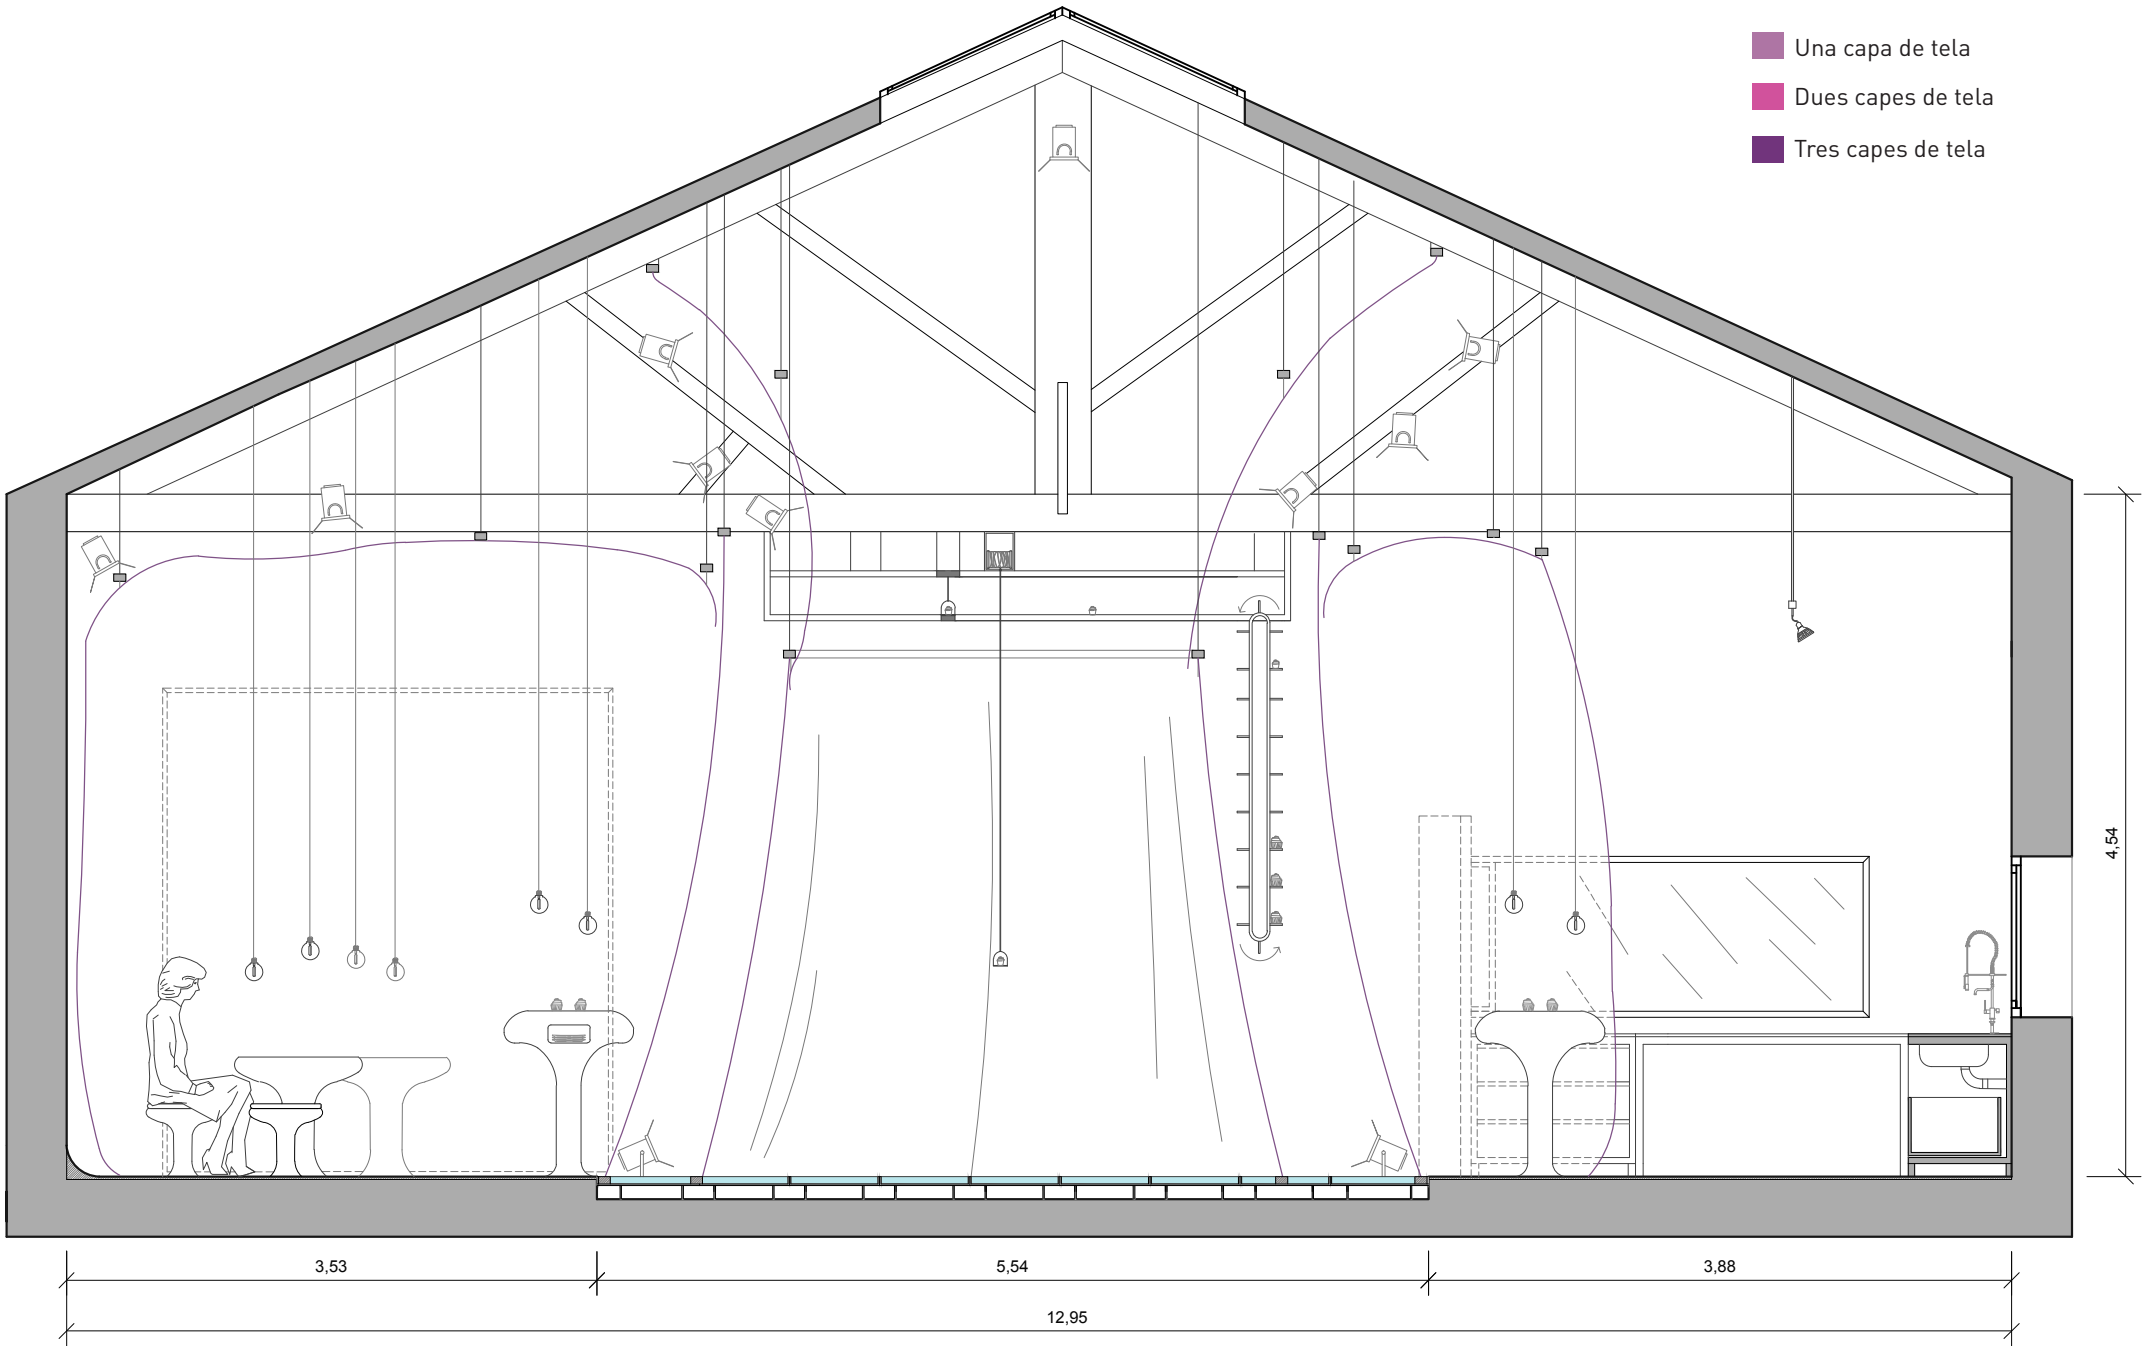 Una capa de tela
Dues capes de tela
Tres capes de tela
4,54
3,53
5,54
3,88
12,95